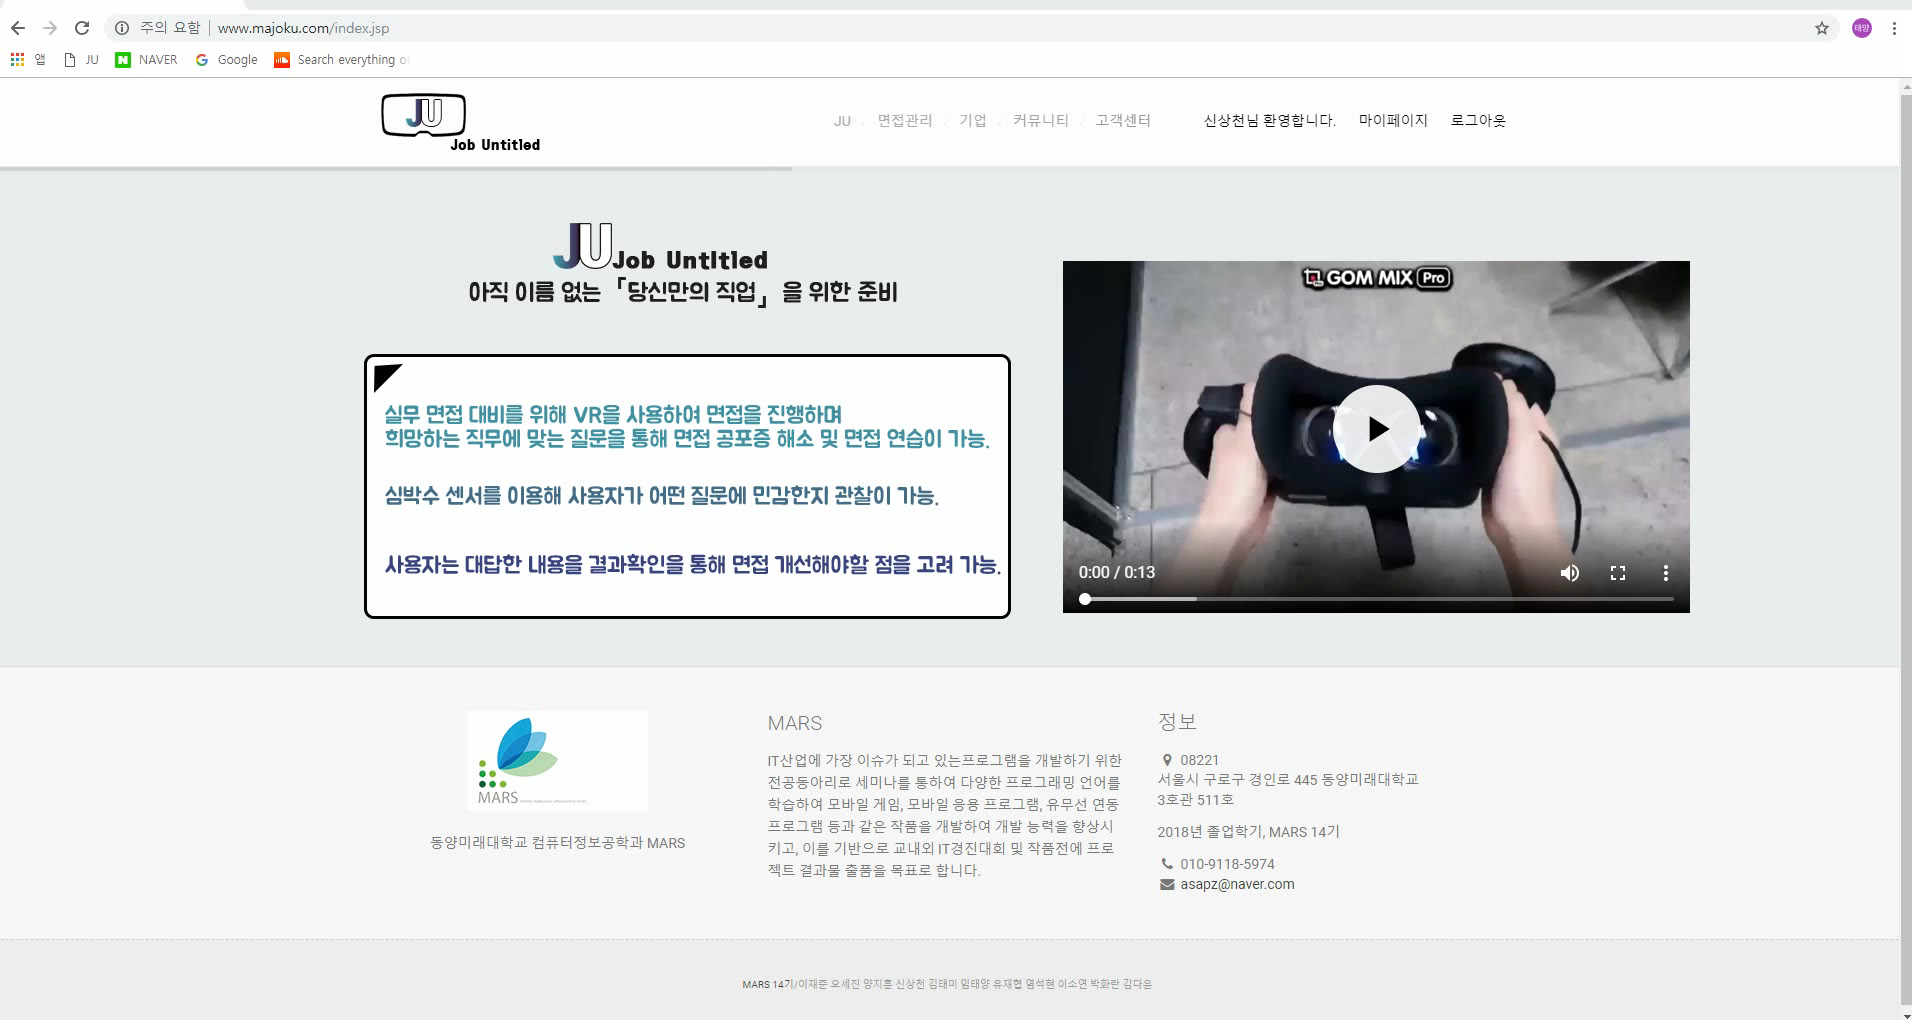 주의 요함 | www.majoku.com/index.jsp
태양
앱 JU NAVER Google Search everything o
JU
Job Untitled
JU / 면접관리 / 기업 / 커뮤니티 / 고객센터 신상천님 환영합니다. 마이페이지 로그아웃
JU Job Untitled
아직 이름 없는 「당신만의 직업」 을 위한 준비
실무 면접 대비를 위해 VR을 사용하여 면접을 진행하며
희망하는 직무에 맞는 질문을 통해 면접 공포증 해소 및 면접 연습이 가능.
심박수 센서를 이용해 사용자가 어떤 질문에 민감한지 관찰이 가능.
사용자는 대답한 내용을 결과확인을 통해 면접 개선해야할 점을 고려 가능.
GOM MIX Pro
0:00 / 0:13
MARS
동양미래대학교 컴퓨터정보공학과 MARS
MARS
IT산업에 가장 이슈가 되고 있는프로그램을 개발하기 위한
전공동아리로 세미나를 통하여 다양한 프로그래밍 언어를
학습하여 모바일 게임, 모바일 응용 프로그램, 유무선 연동
프로그램 등과 같은 작품을 개발하여 개발 능력을 향상시
키고, 이를 기반으로 교내외 IT경진대회 및 작품전에 프로
젝트 결과물 출품을 목표로 합니다.
정보
08221
서울시 구로구 경인로 445 동양미래대학교
3호관 511호
2018년 졸업학기, MARS 14기
010-9118-5974
asapz@naver.com
MARS 14기/이재준 오세진 양지훈 신상천 김태미 임태양 유재협 염석현 이소연 박화란 김다은